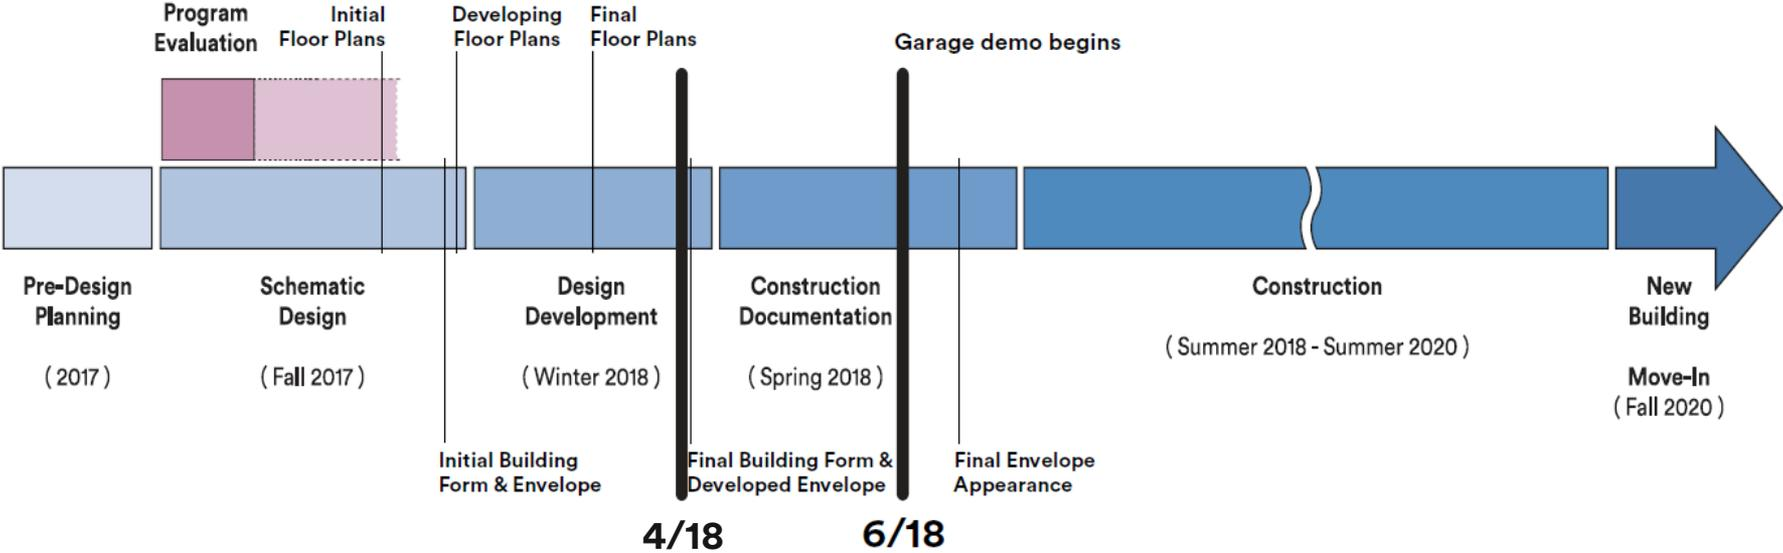 Program
Evaluation
Initial
Floor Plans
Developing
Floor Plans
Final
Floor Plans
Garage demo begins
Pre-Design
Planning
( 2017 )
Schematic
Design
( Fall 2017 )
Design
Development
( Winter 2018 )
Construction
Documentation
( Spring 2018 )
Construction
( Summer 2018 - Summer 2020 )
New
Building
Move-In
( Fall 2020 )
Initial Building
Form & Envelope
Final Building Form &
Developed Envelope
Final Envelope
Appearance
4/18
6/18